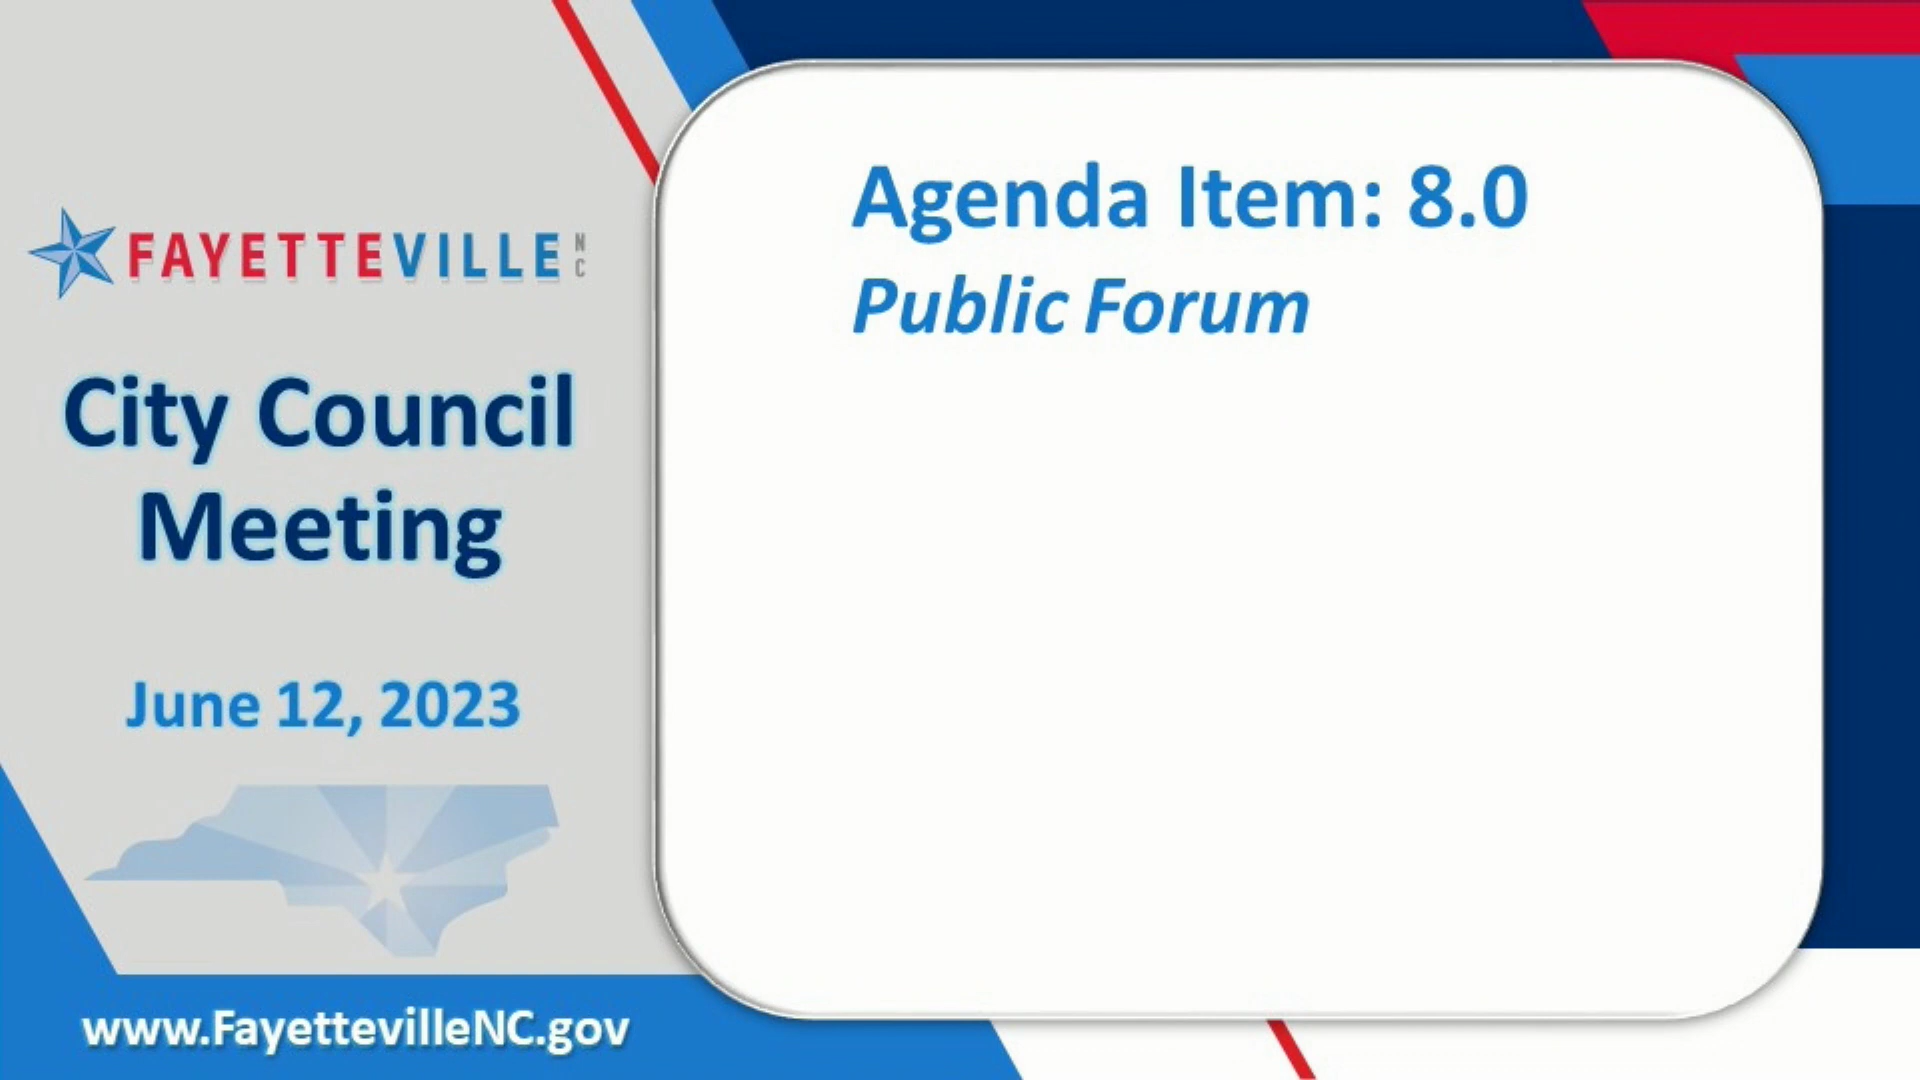 FAYETTEVILLE NC
City Council
Meeting
June 12, 2023
www.FayettevilleNC.gov
Agenda Item: 8.0
Public Forum